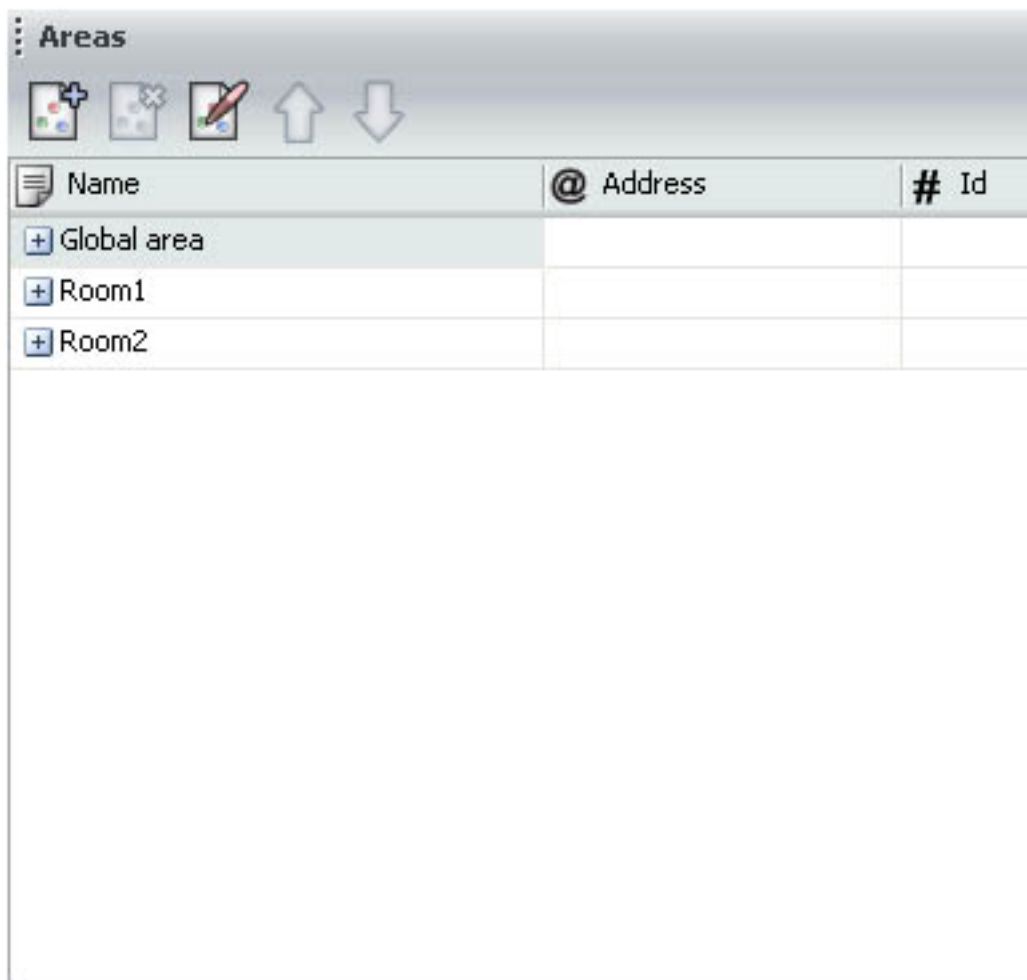 Areas
Name @ Address # Id
Global area
Room1
Room2